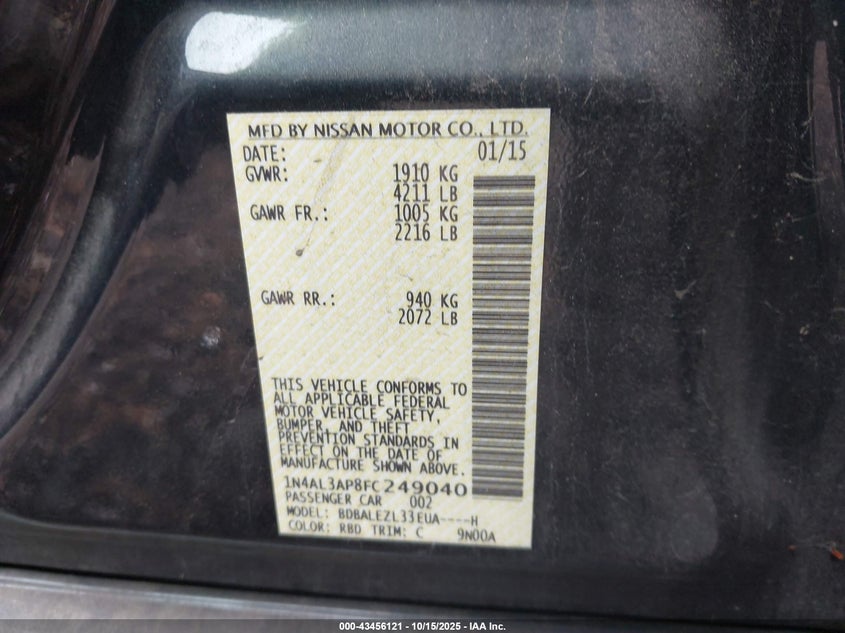 MFD BY NISSAN MOTOR CO., LTD.
DATE: 01/15
GVWR: 1910 KG
4211 LB
GAWR FR.: 1005 KG
2216 LB
GAWR RR.: 940 KG
2072 LB
THIS VEHICLE CONFORMS TO
ALL APPLICABLE FEDERAL
MOTOR VEHICLE SAFETY,
BUMPER, AND THEFT
PREVENTION STANDARDS IN
EFFECT ON THE DATE OF
MANUFACTURE SHOWN ABOVE.
1N4AL3AP8FC249040
PASSENGER CAR 002
MODEL: BDBALEZL33EUA----H
COLOR: RBD TRIM: C 9N00A
000-43456121 - 10/15/2025 - IAA Inc.